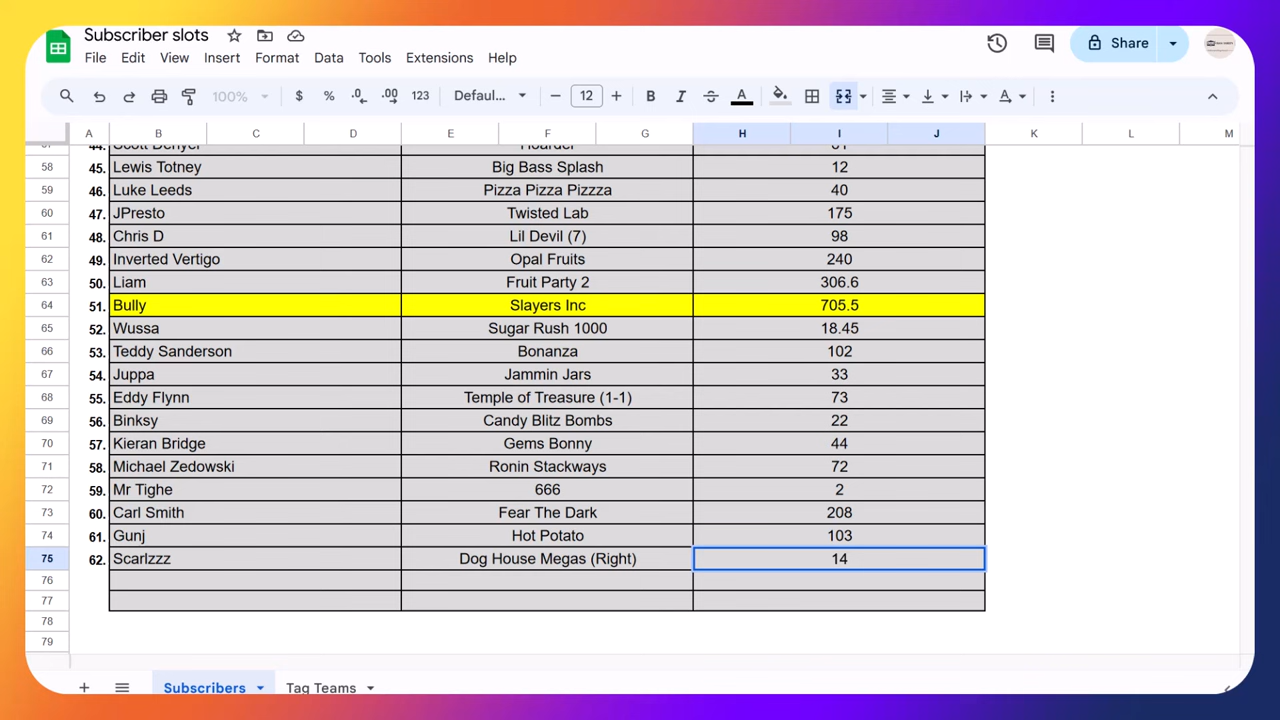 Subscriber slots
File Edit View Insert Format Data Tools Extensions Help
Share
100% $ % .0 .00 123 Defaul... 12 B I A
A B C D E F G H I J K L M
58 45. Lewis Totney Big Bass Splash 12
59 46. Luke Leeds Pizza Pizza Pizzza 40
60 47. JPresto Twisted Lab 175
61 48. Chris D Lil Devil (7) 98
62 49. Inverted Vertigo Opal Fruits 240
63 50. Liam Fruit Party 2 306.6
64 51. Bully Slayers Inc 705.5
65 52. Wussa Sugar Rush 1000 18.45
66 53. Teddy Sanderson Bonanza 102
67 54. Juppa Jammin Jars 33
68 55. Eddy Flynn Temple of Treasure (1-1) 73
69 56. Binksy Candy Blitz Bombs 22
70 57. Kieran Bridge Gems Bonny 44
71 58. Michael Zedowski Ronin Stackways 72
72 59. Mr Tighe 666 2
73 60. Carl Smith Fear The Dark 208
74 61. Gunj Hot Potato 103
75 62. Scarlzzz Dog House Megas (Right) 14
76
77
78
79
Subscribers Tag Teams